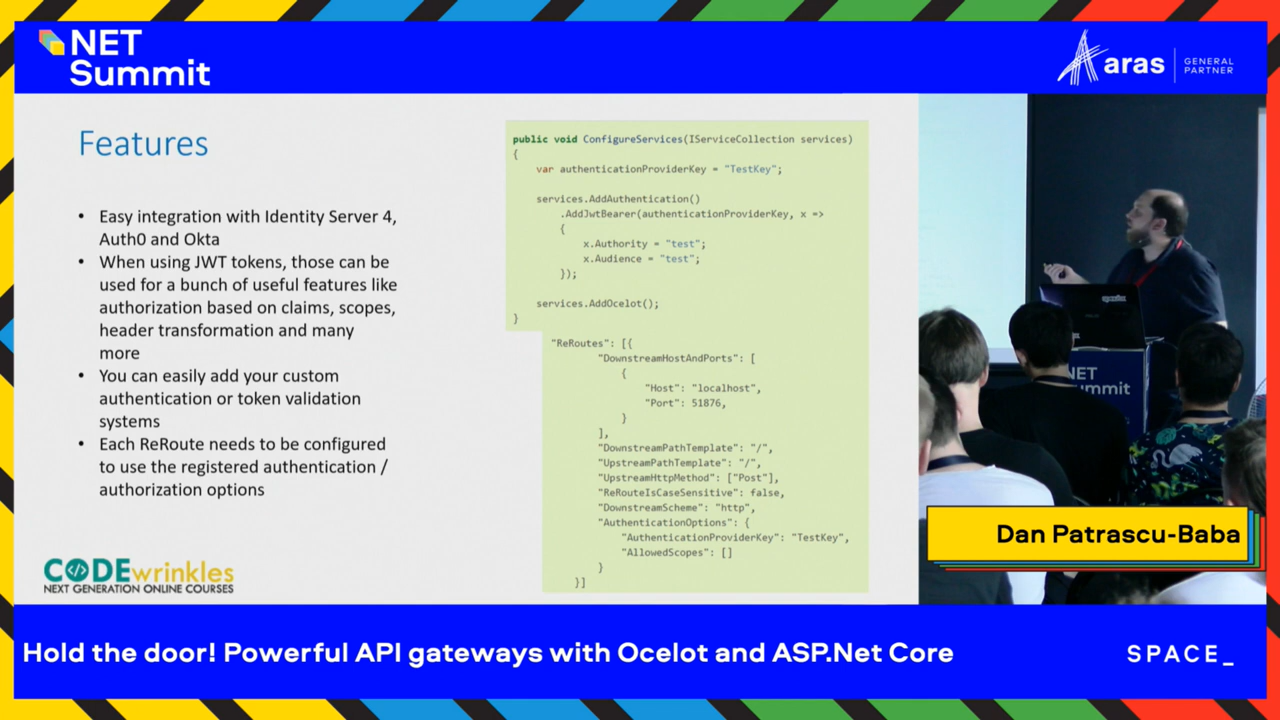 NET
Summit
aras
GENERAL
PARTNER
Features
• Easy integration with Identity Server 4,
Auth0 and Okta
• When using JWT tokens, those can be
used for a bunch of useful features like
authorization based on claims, scopes,
header transformation and many
more
• You can easily add your custom
authentication or token validation
systems
• Each ReRoute needs to be configured
to use the registered authentication /
authorization options
public void ConfigureServices(IServiceCollection services)
{
var authenticationProviderKey = "TestKey";
services.AddAuthentication()
.AddJwtBearer(authenticationProviderKey, x =>
{
x.Authority = "test";
x.Audience = "test";
});
services.AddOcelot();
}
"ReRoutes": [{
"DownstreamHostAndPorts": [
{
"Host": "localhost",
"Port": 51876,
}
],
"DownstreamPathTemplate": "/",
"UpstreamPathTemplate": "/",
"UpstreamHttpMethod": ["Post"],
"ReRouteIsCaseSensitive": false,
"DownstreamScheme": "http",
"AuthenticationOptions": {
"AuthenticationProviderKey": "TestKey",
"AllowedScopes": []
}
}]
CODEwrinkles
NEXT GENERATION ONLINE COURSES
NET
Summit
Dan Patrascu-Baba
Hold the door! Powerful API gateways with Ocelot and ASP.Net Core
SPACE_